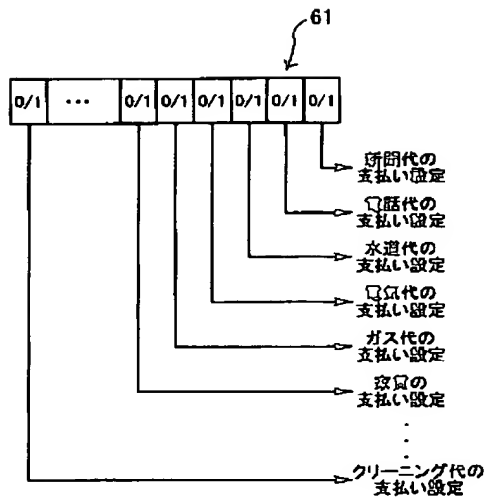 61
0/1 ... 0/1 0/1 0/1 0/1 0/1 0/1
新聞代の
支払い設定
電話代の
支払い設定
水道代の
支払い設定
電気代の
支払い設定
ガス代の
支払い設定
家賃の
支払い設定
クリーニング代の
支払い設定